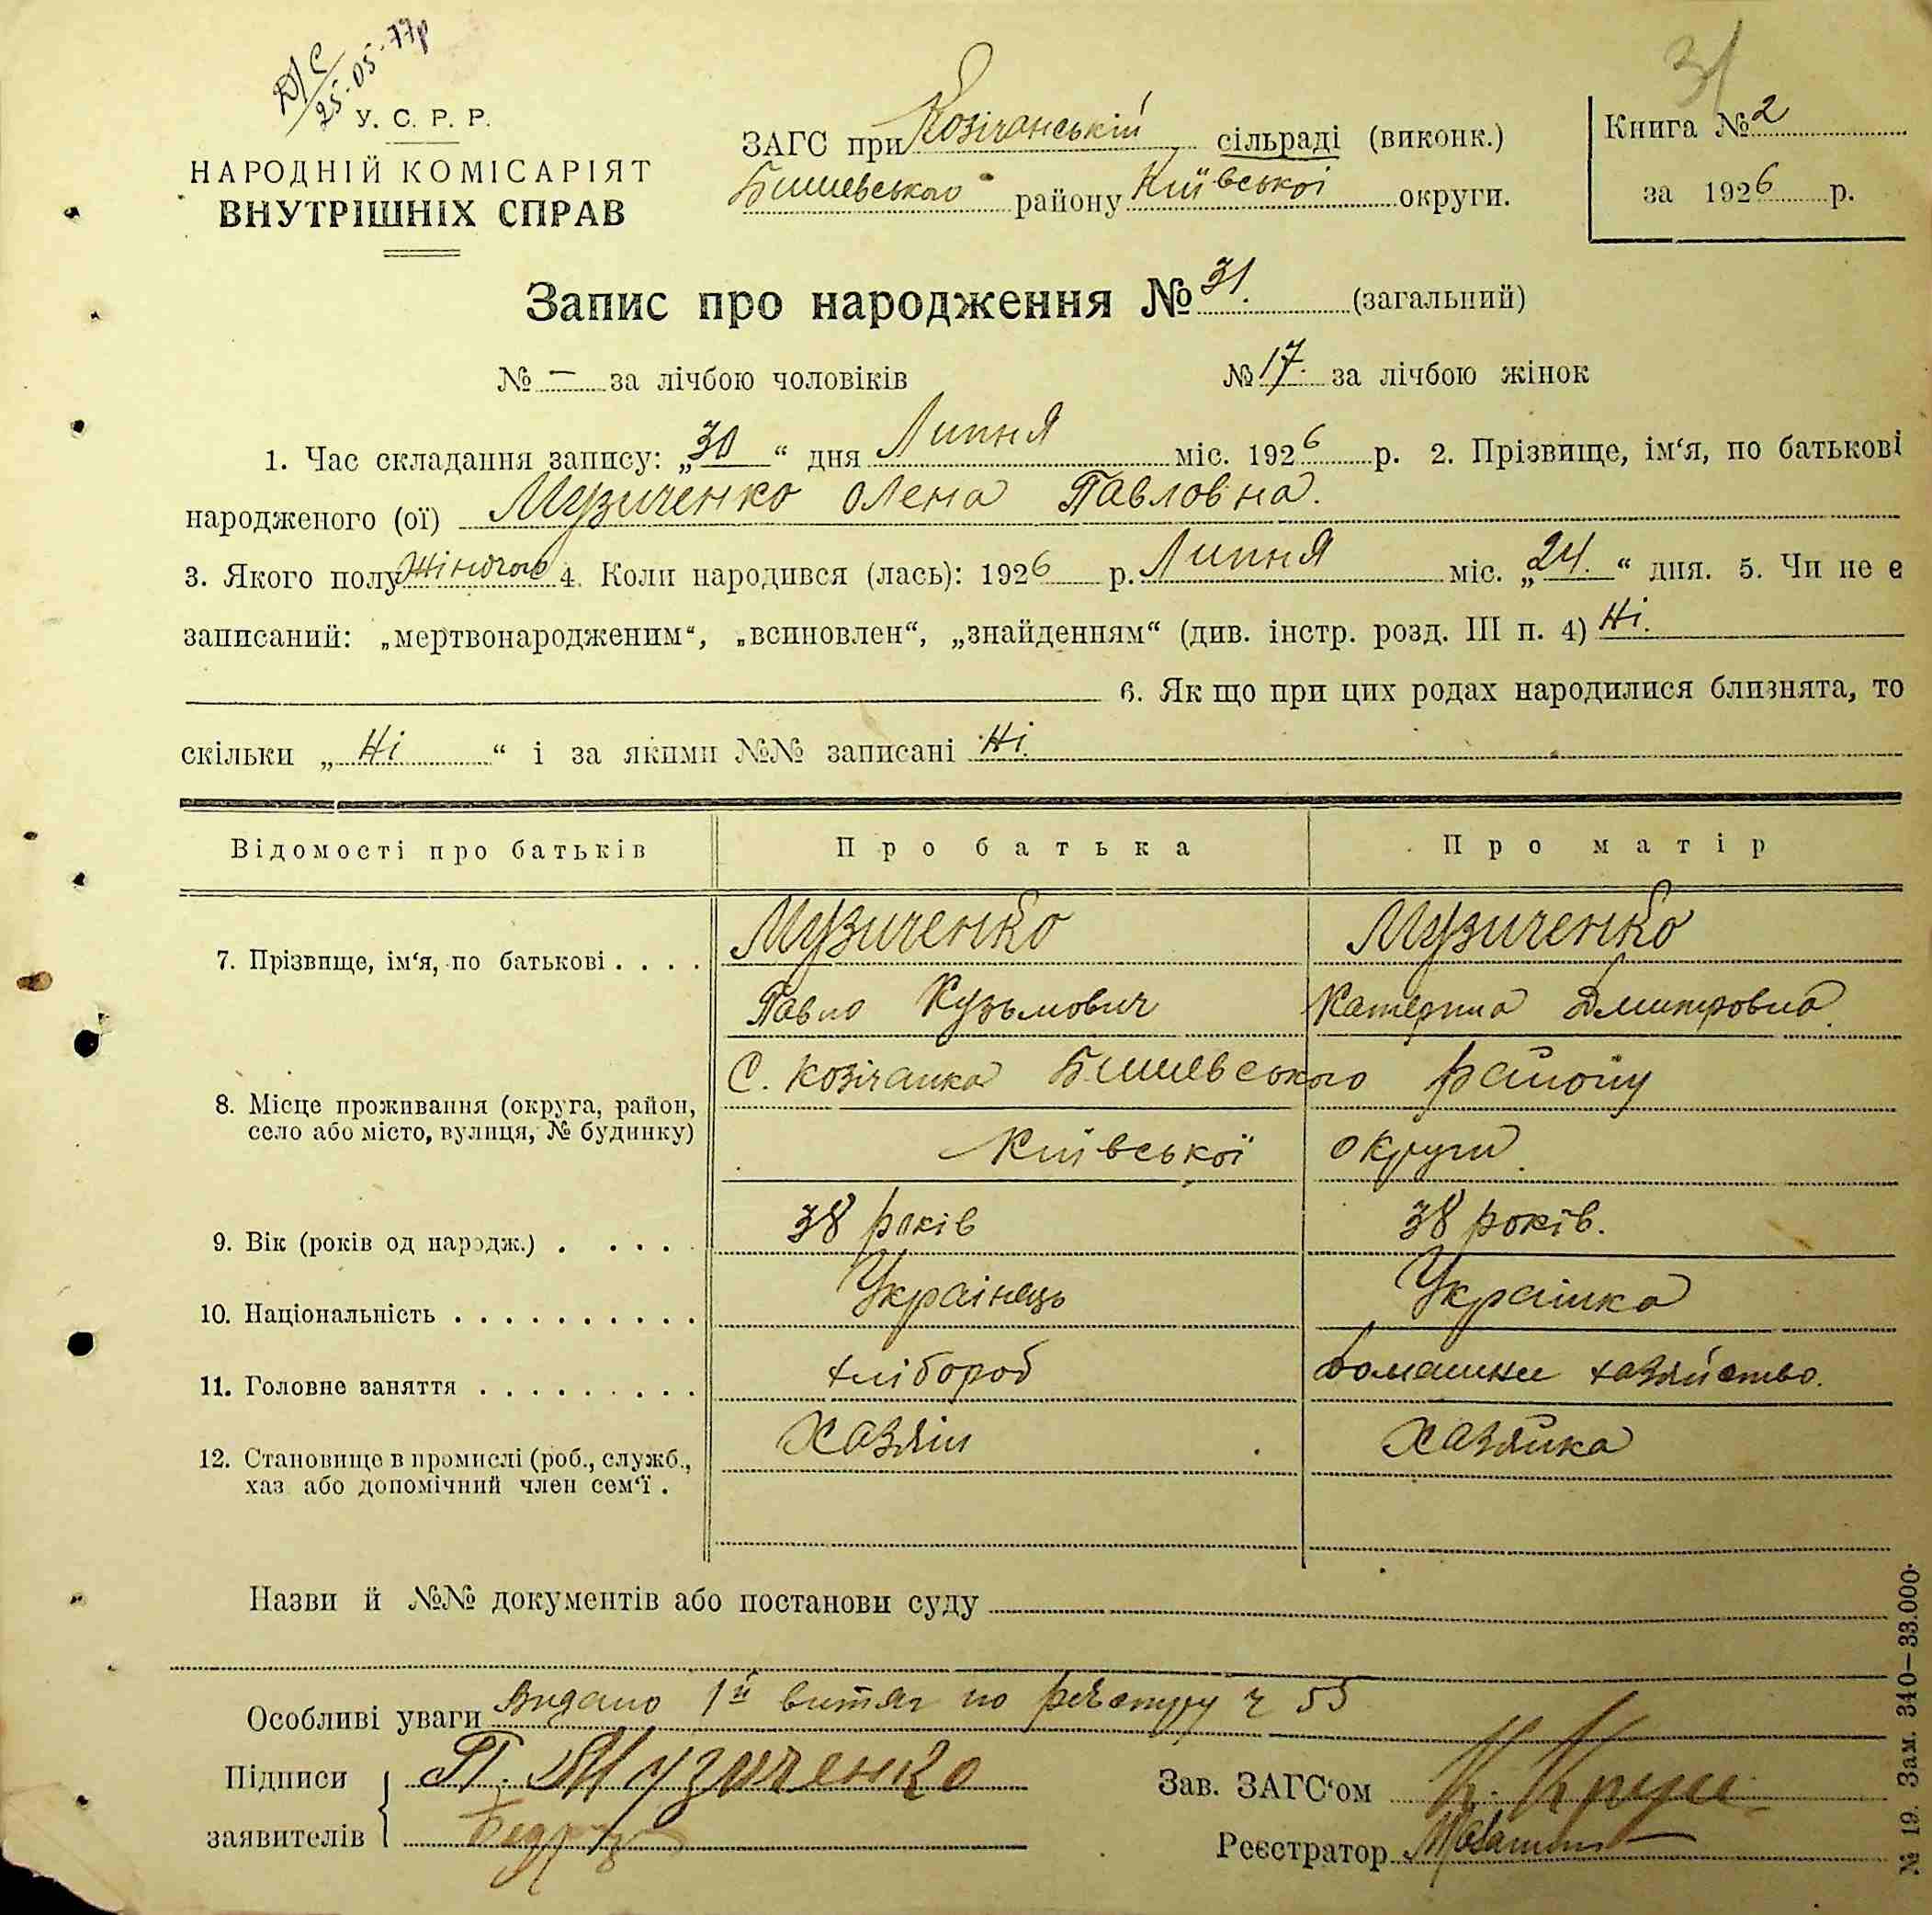 Д/С
25-05-77р
31
У. С. Р. Р.
НАРОДНІЙ КОМІСАРІЯТ
ВНУТРІШНІХ СПРАВ
ЗАГС при Козічанській сільраді (виконк.)
Бишевського району Київської округи.
Книга № 2
за 1926 р.
Запис про народження № 31. (загальний)
№ — за лічбою чоловіків № 17. за лічбою жінок
1. Час складання запису: „30“ дня Липня міс. 1926 р. 2. Прізвище, ім‘я, по батькові
народженого (ої) Музиченко Олена Павловна.
3. Якого полу жіночого 4. Коли народився (лась): 1926 р. Липня міс. „24.“ дня. 5. Чи не є
записаний: „мертвонародженим“, „всиновлен“, „знайденням“ (див. інстр. розд. III п. 4) Ні.
6. Як що при цих родах народилися близнята, то
скільки „Ні“ і за якими №№ записані Ні.
Відомості про батьків Про батька Про матір
7. Прізвище, ім‘я, по батькові . . . . Музиченко Музиченко
Павло Кузьмович Катерина Дмитровна.
8. Місце проживання (округа, район, село або місто, вулиця, № будинку) С. Козічанка Бишевського району
Київської округи.
9. Вік (років од народж.) . . . . . 38 років 38 років.
10. Національність . . . . . . . . . . Українець Українка
11. Головне заняття . . . . . . . . . . хлібороб домашнє хазяйство.
12. Становище в промислі (роб., служб., хаз або допомічний член сем‘ї . Хазяїн Хазяйка
Назви й №№ документів або постанови суду
Особливі уваги Видано 1й витяг по реєстру ч 55
Підписи заявителів П. Музиченко
Зав. ЗАГС‘ом
Реєстратор
№ 19. Зам. 340—33.000.